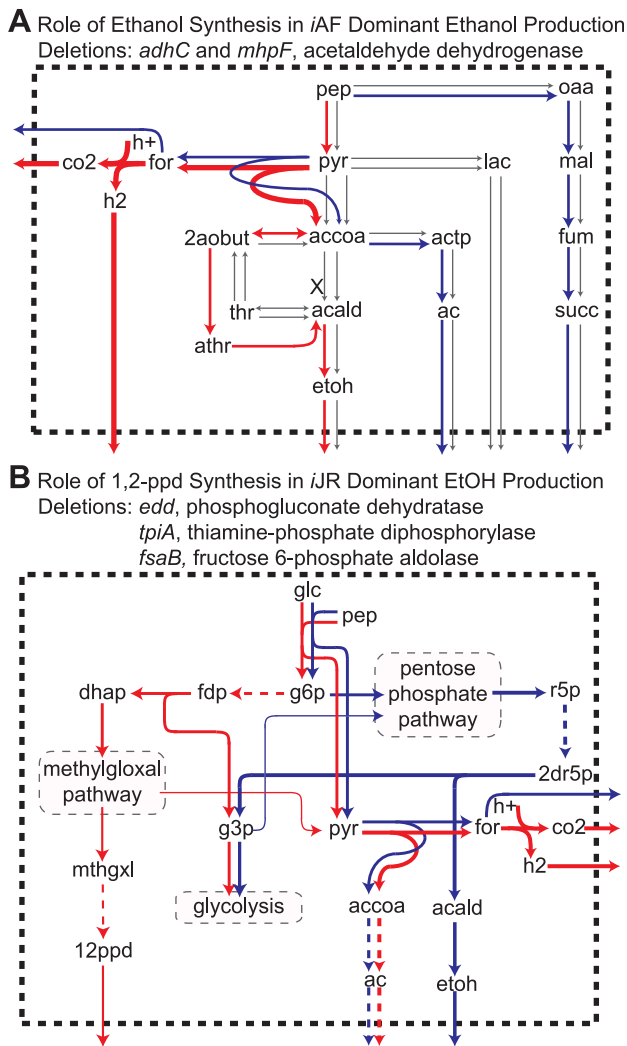 A Role of Ethanol Synthesis in iAF Dominant Ethanol Production
Deletions: adhC and mhpF, acetaldehyde dehydrogenase
pep
oaa
h+
co2
for
pyr
lac
mal
h2
2aobut
accoa
actp
fum
X
thr
acald
ac
succ
athr
etoh
B Role of 1,2-ppd Synthesis in iJR Dominant EtOH Production
Deletions: edd, phosphogluconate dehydratase
tpiA, thiamine-phosphate diphosphorylase
fsaB, fructose 6-phosphate aldolase
glc
pep
pentose
phosphate
pathway
dhap
fdp
g6p
r5p
methylgloxal
pathway
2dr5p
h+
g3p
pyr
for
co2
h2
mthgxl
glycolysis
accoa
acald
12ppd
ac
etoh